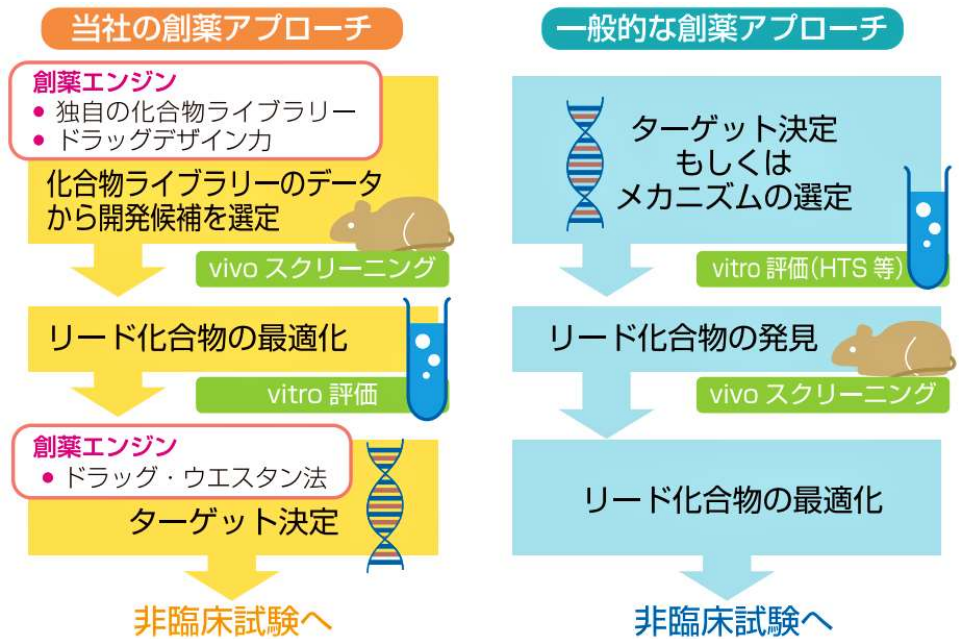 当社の創薬アプローチ
創薬エンジン
• 独自の化合物ライブラリー
• ドラッグデザイン力
化合物ライブラリーのデータ
から開発候補を選定
vivo スクリーニング
リード化合物の最適化
vitro 評価
創薬エンジン
• ドラッグ・ウエスタン法
ターゲット決定
非臨床試験へ
一般的な創薬アプローチ
ターゲット決定
もしくは
メカニズムの選定
vitro 評価(HTS 等)
リード化合物の発見
vivo スクリーニング
リード化合物の最適化
非臨床試験へ